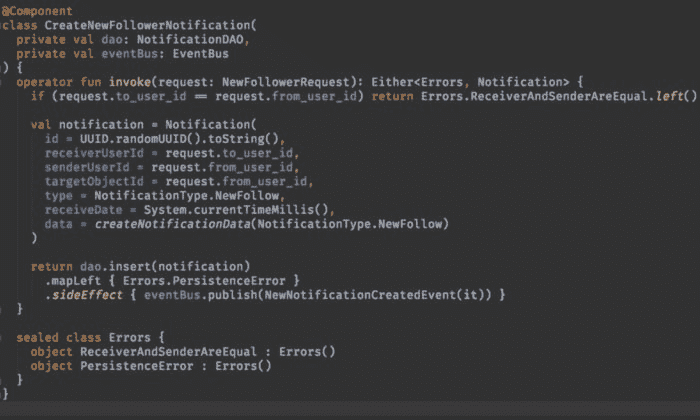 @Component
class CreateNewFollowerNotification(
private val dao: NotificationDAO,
private val eventBus: EventBus
) {
operator fun invoke(request: NewFollowerRequest): Either<Errors, Notification> {
if (request.to_user_id == request.from_user_id) return Errors.ReceiverAndSenderAreEqual.left()
val notification = Notification(
id = UUID.randomUUID().toString(),
receiverUserId = request.to_user_id,
senderUserId = request.from_user_id,
targetObjectId = request.from_user_id,
type = NotificationType.NewFollow,
receiveDate = System.currentTimeMillis(),
data = createNotificationData(NotificationType.NewFollow)
)
return dao.insert(notification)
.mapLeft { Errors.PersistenceError }
.sideEffect { eventBus.publish(NewNotificationCreatedEvent(it)) }
}
sealed class Errors {
object ReceiverAndSenderAreEqual : Errors()
object PersistenceError : Errors()
}
}